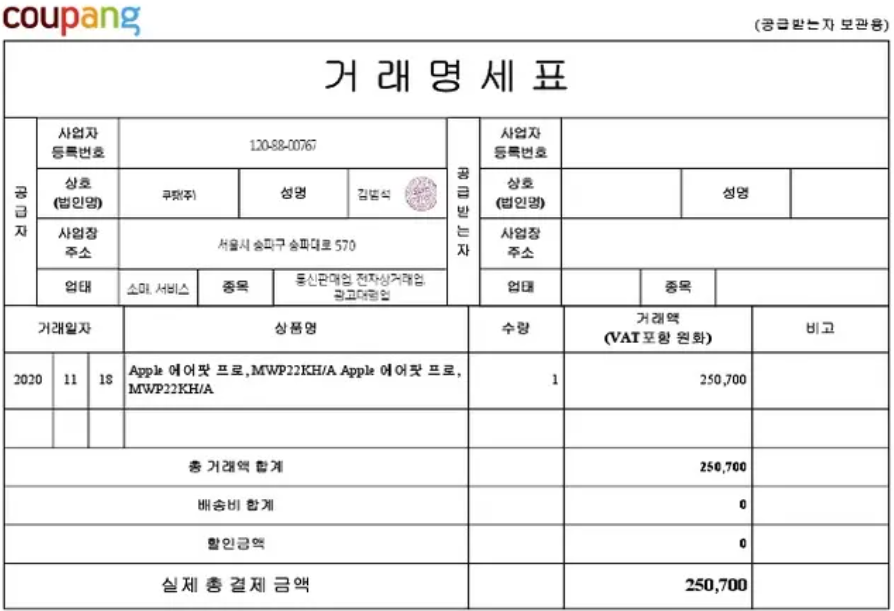 coupang
(공급받는자 보관용)
거래명세표
공급자
사업자
등록번호
120-88-00767
상호
(법인명)
쿠팡(주)
성명
김범석
사업장
주소
서울시 송파구 송파대로 570
업태
소매, 서비스
종목
통신판매업, 전자상거래업,
광고대행업
공급받는자
사업자
등록번호
상호
(법인명)
성명
사업장
주소
업태
종목
거래일자
상품명
수량
거래액
(VAT포함 원화)
비고
2020 11 18
Apple 에어팟 프로, MWP22KH/A Apple 에어팟 프로,
MWP22KH/A
1
250,700
총 거래액 합계
250,700
배송비 합계
0
할인금액
0
실제 총 결제 금액
250,700